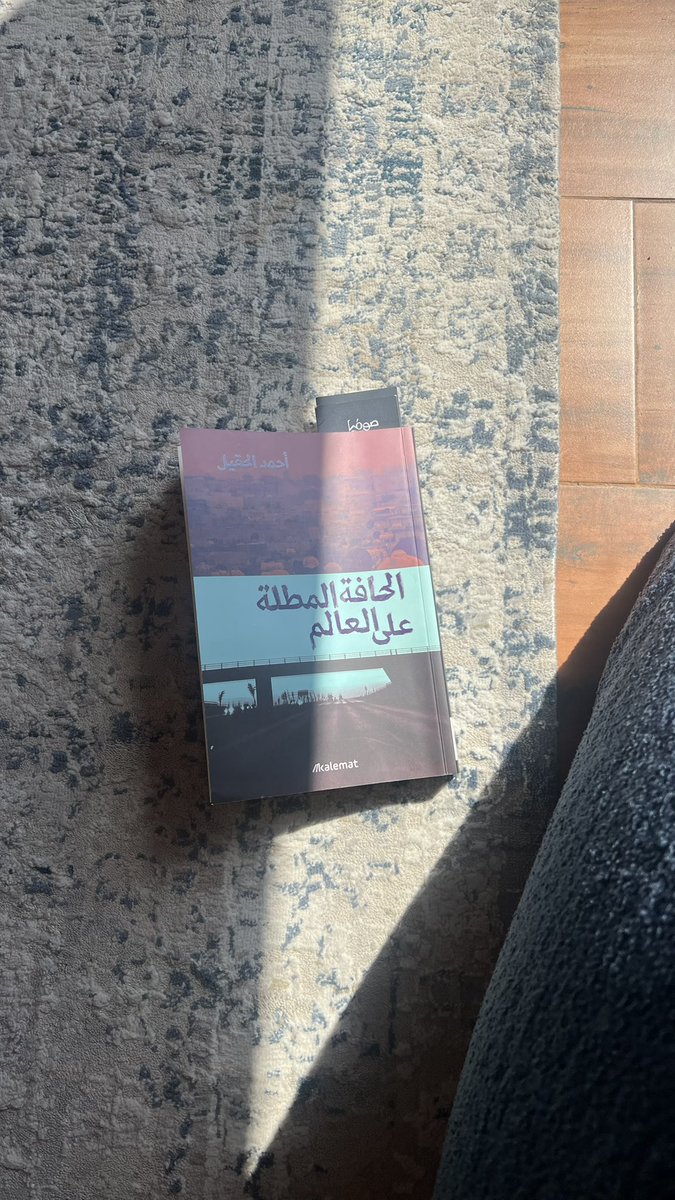 أحمد الحقيل
الحافة المطلة
على العالم
kalemat